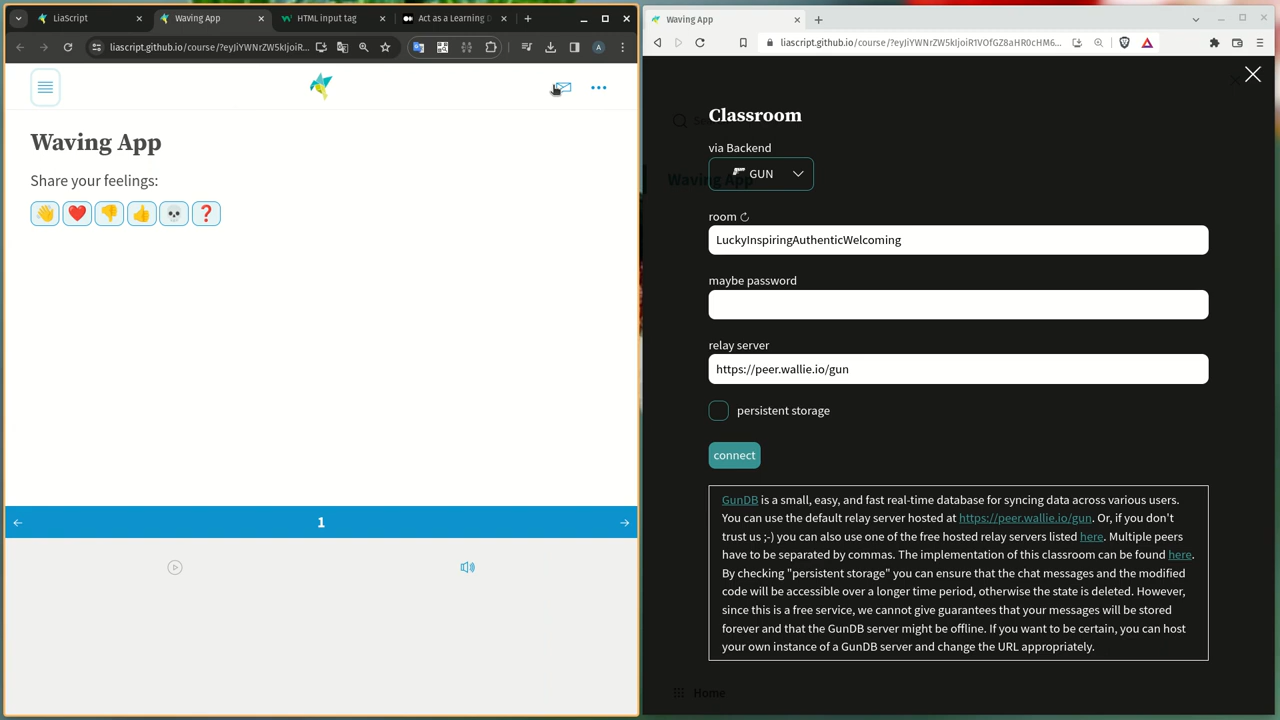 LiaScript
Waving App
HTML input tag
Act as a Learning D
liascript.github.io/course/?eyJiYWNrZW5kIjoiR...
A
Waving App
Share your feelings:
1
Waving App
liascript.github.io/course/?eyJiYWNrZW5kIjoiR1VOfGZ8aHR0cHM6...
Classroom
via Backend
GUN
Waving App
room
LuckyInspiringAuthenticWelcoming
maybe password
relay server
https://peer.wallie.io/gun
persistent storage
connect
GunDB is a small, easy, and fast real-time database for syncing data across various users.
You can use the default relay server hosted at https://peer.wallie.io/gun. Or, if you don't
trust us ;-) you can also use one of the free hosted relay servers listed here. Multiple peers
have to be separated by commas. The implementation of this classroom can be found here.
By checking "persistent storage" you can ensure that the chat messages and the modified
code will be accessible over a longer time period, otherwise the state is deleted. However,
since this is a free service, we cannot give guarantees that your messages will be stored
forever and that the GunDB server might be offline. If you want to be certain, you can host
your own instance of a GunDB server and change the URL appropriately.
Home